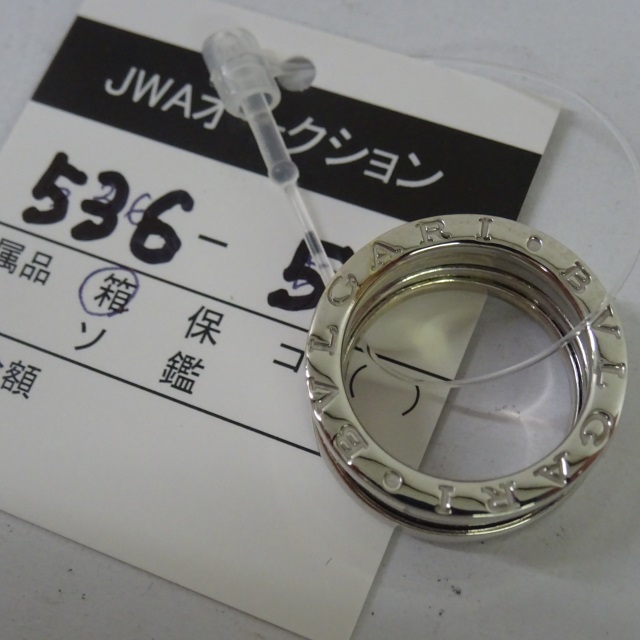 JWAオークション
536-5
属品 箱 保 コ
ソ 鑑
額
BVLGARI • BVLGARI •